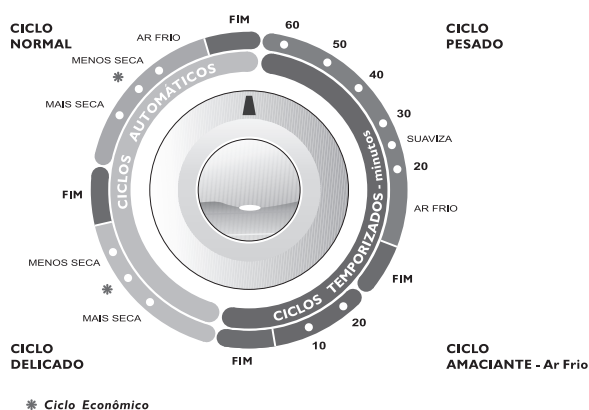 CICLO
NORMAL
AR FRIO
FIM
MENOS SECA
MAIS SECA
FIM
CICLOS AUTOMÁTICOS
60
50
40
30
SUAVIZA
20
AR FRIO
FIM
CICLO
PESADO
CICLOS TEMPORIZADOS - minutos
MENOS SECA
MAIS SECA
FIM
10
20
CICLO
DELICADO
CICLO
AMACIANTE - Ar Frio
* Ciclo Econômico